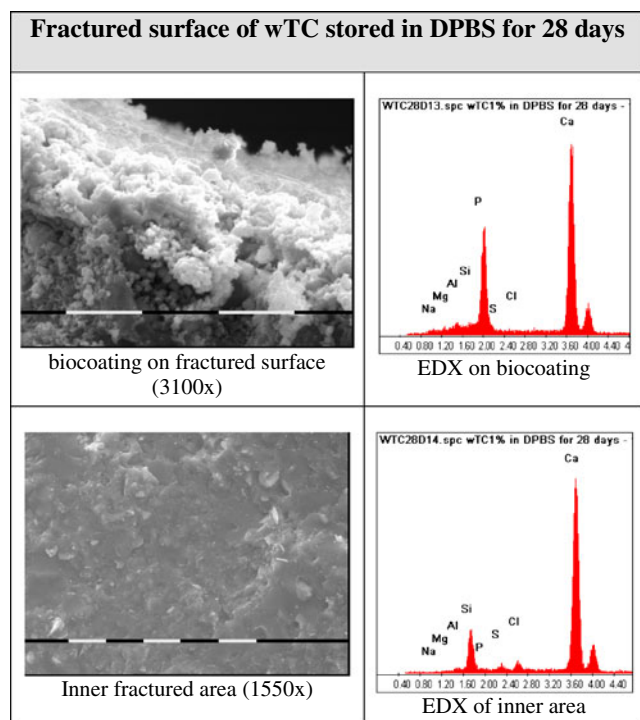 Fractured surface of wTC stored in DPBS for 28 days
WTC28D13.spc wTC1% in DPBS for 28 days -
Ca
P
Si
Al
Mg
Na
S
Cl
0.40 0.80 1.20 1.60 2.00 2.40 2.80 3.20 3.60 4.00 4.40
biocoating on fractured surface
(3100x)
EDX on biocoating
WTC28D14.spc wTC1% in DPBS for 28 days -
Ca
Si
Al
Mg
Na
P
S
Cl
0.40 0.80 1.20 1.60 2.00 2.40 2.80 3.20 3.60 4.00 4.40
Inner fractured area (1550x)
EDX of inner area